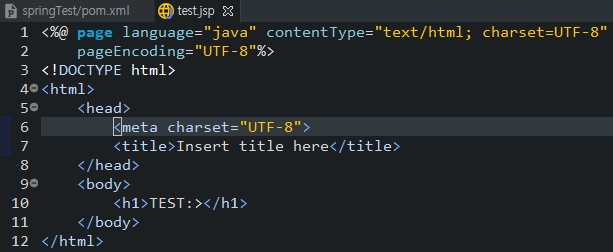 springTest/pom.xml test.jsp
1 <%@ page language="java" contentType="text/html; charset=UTF-8"
2     pageEncoding="UTF-8"%>
3 <!DOCTYPE html>
4 <html>
5     <head>
6         <meta charset="UTF-8">
7         <title>Insert title here</title>
8     </head>
9     <body>
10         <h1>TEST:></h1>
11     </body>
12 </html>